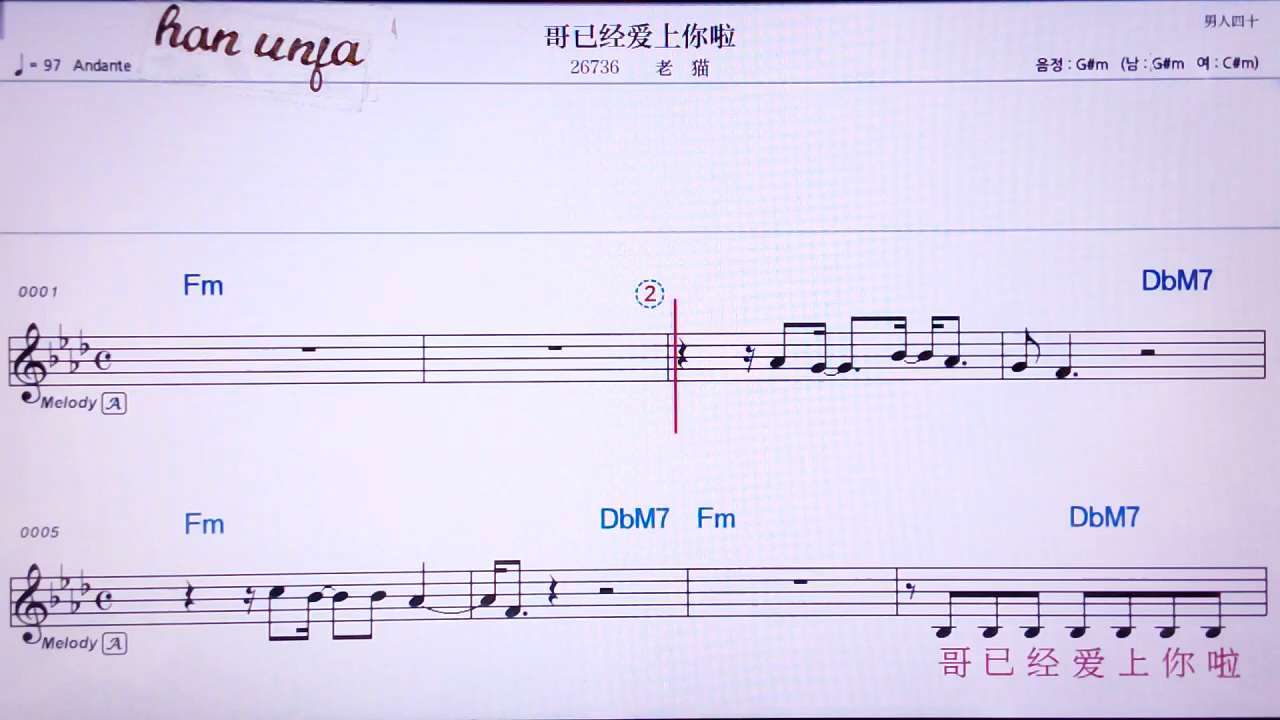 han unja
哥已经爱上你啦
男人四十
♩= 97 Andante
26736 老 猫
음정 : G#m (남 : G#m 여 : C#m)
0001
Fm
2
DbM7
Melody A
0005
Fm
DbM7
Fm
DbM7
Melody A
哥 已 经 爱 上 你 啦